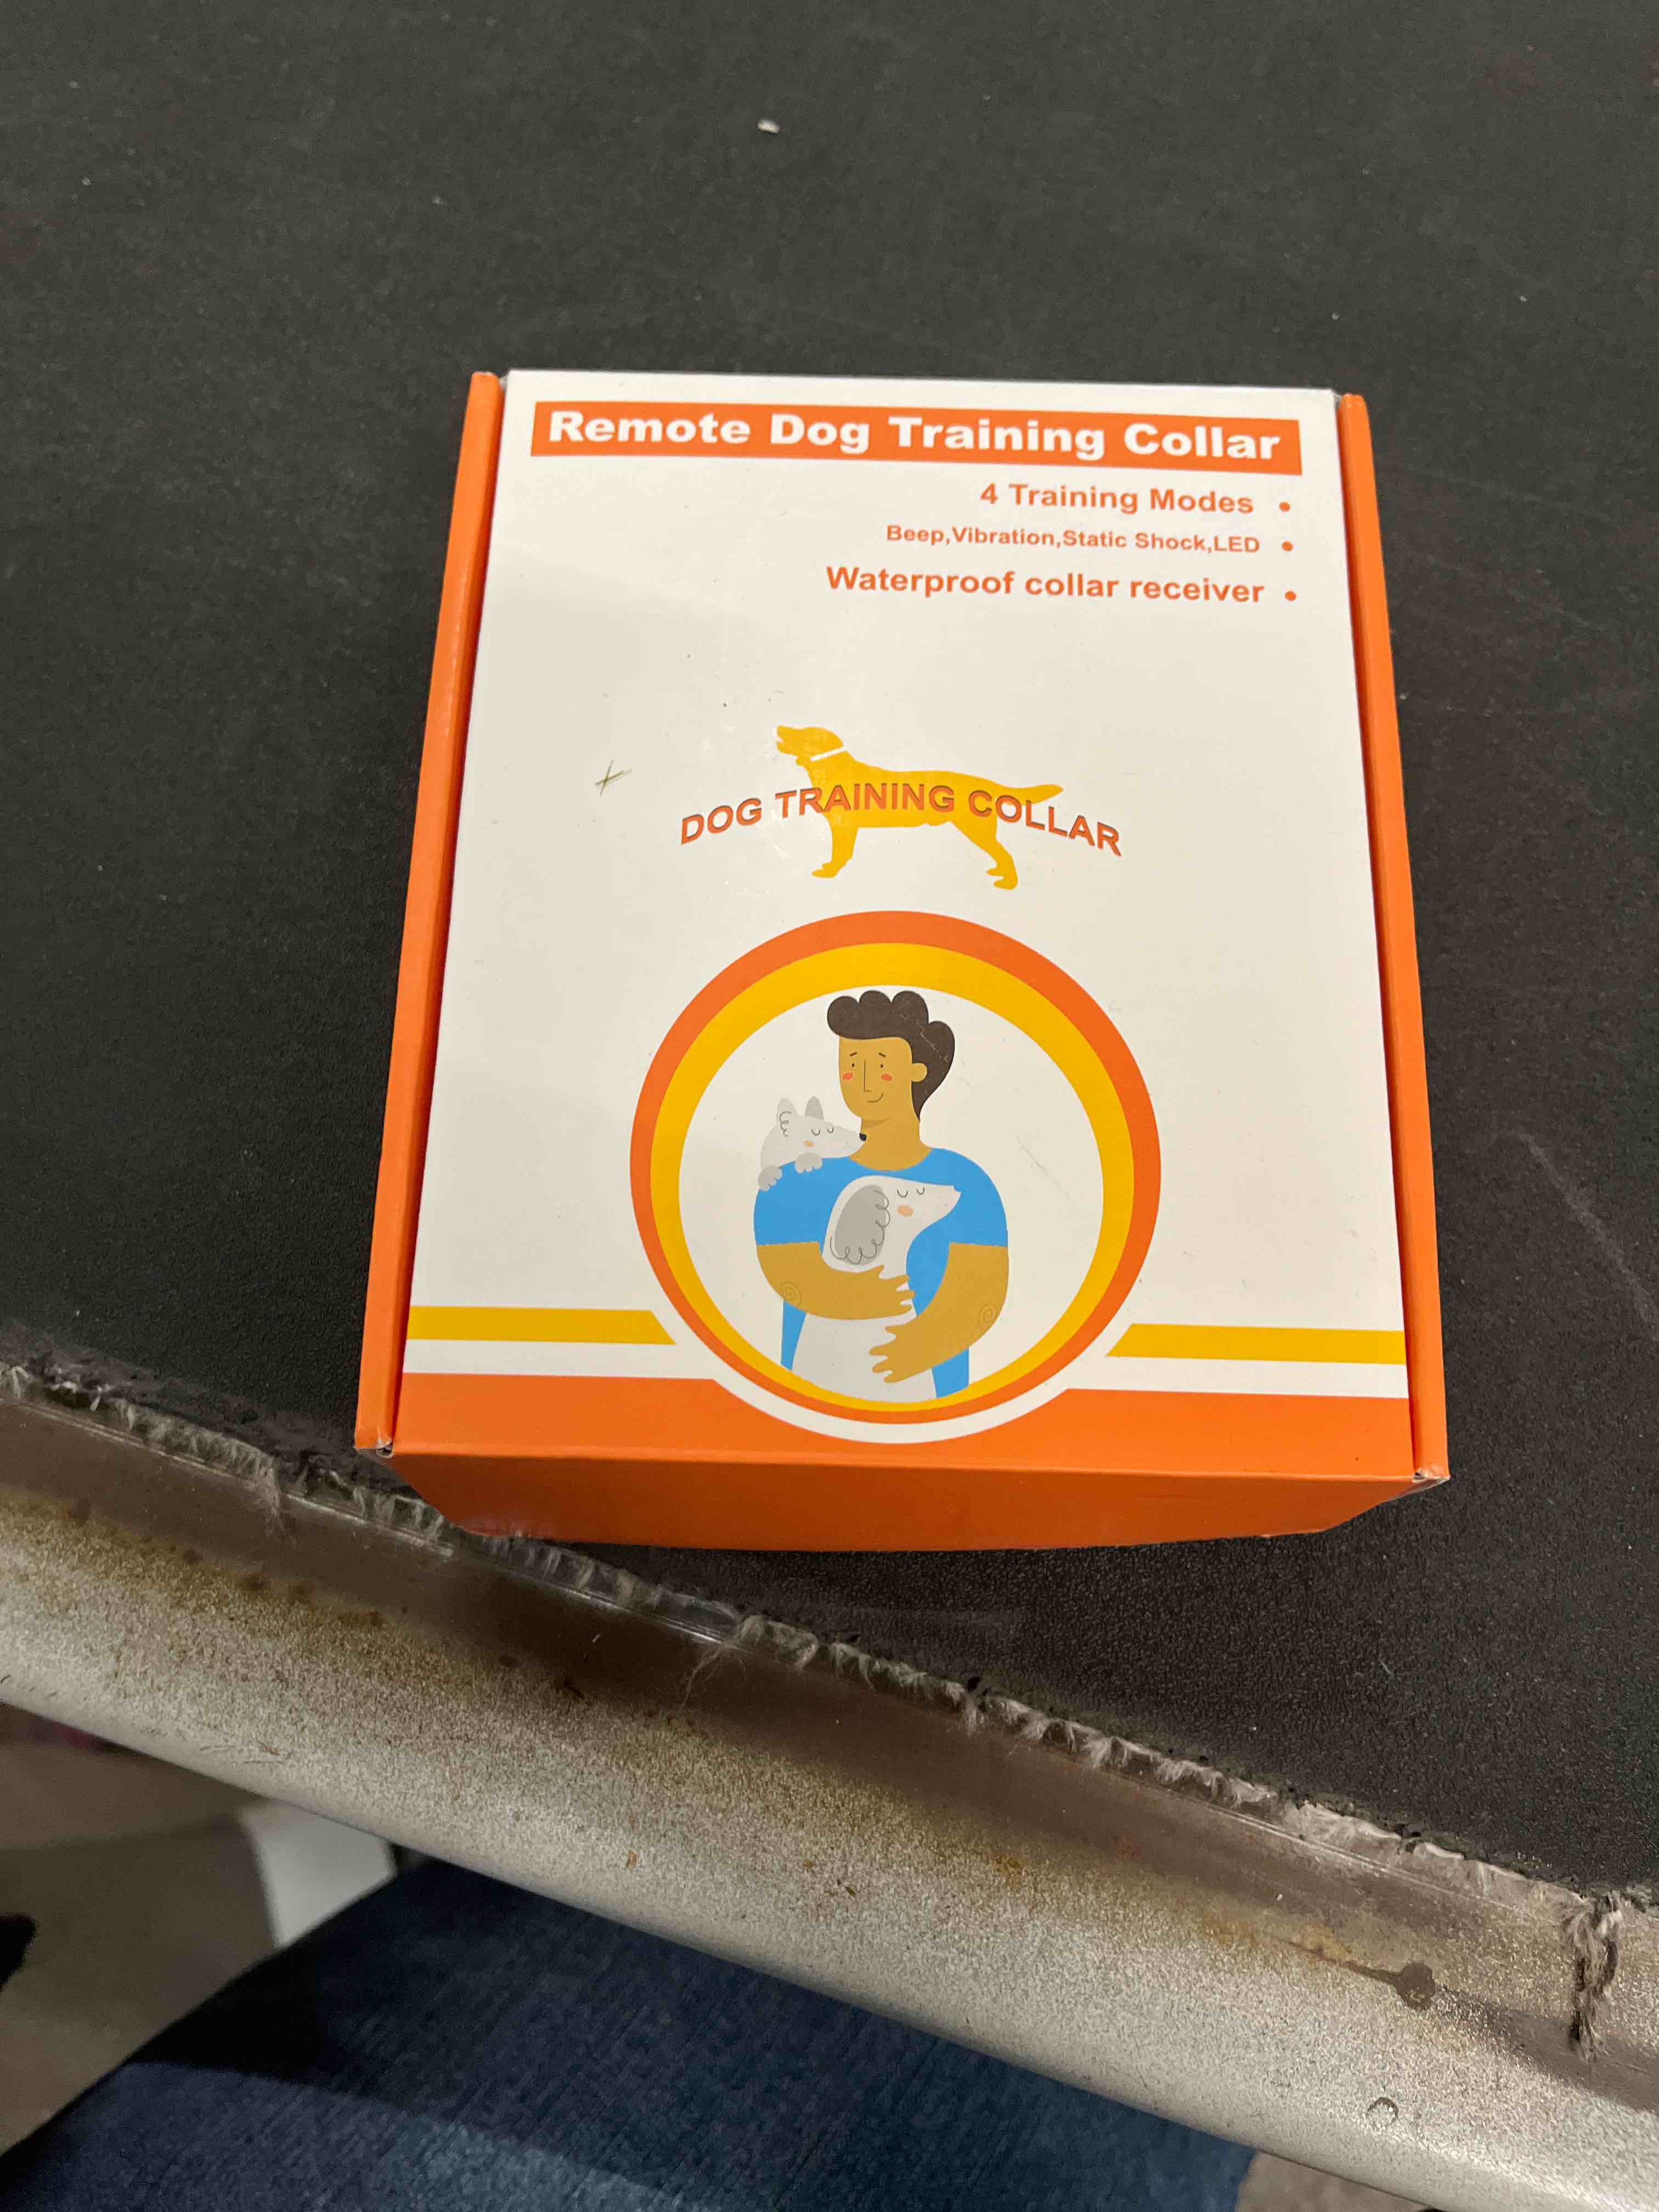 Remote Dog Training Collar
4 Training Modes •
Beep,Vibration,Static Shock,LED •
Waterproof collar receiver •
DOG TRAINING COLLAR